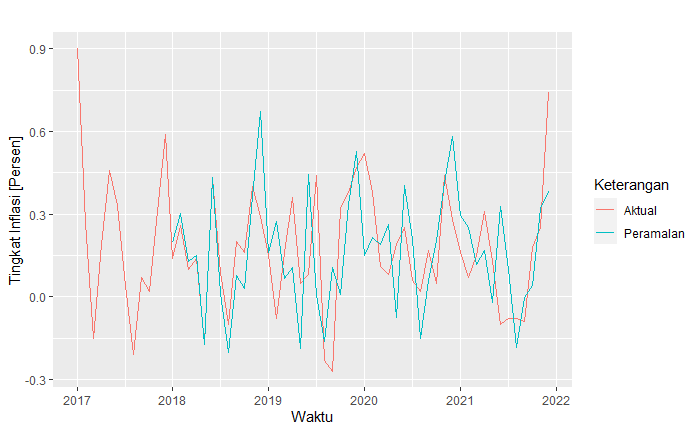 0.9
0.6
0.3
0.0
-0.3
Tingkat Inflasi [Persen]
2017 2018 2019 2020 2021 2022
Waktu
Keterangan
Aktual
Peramalan